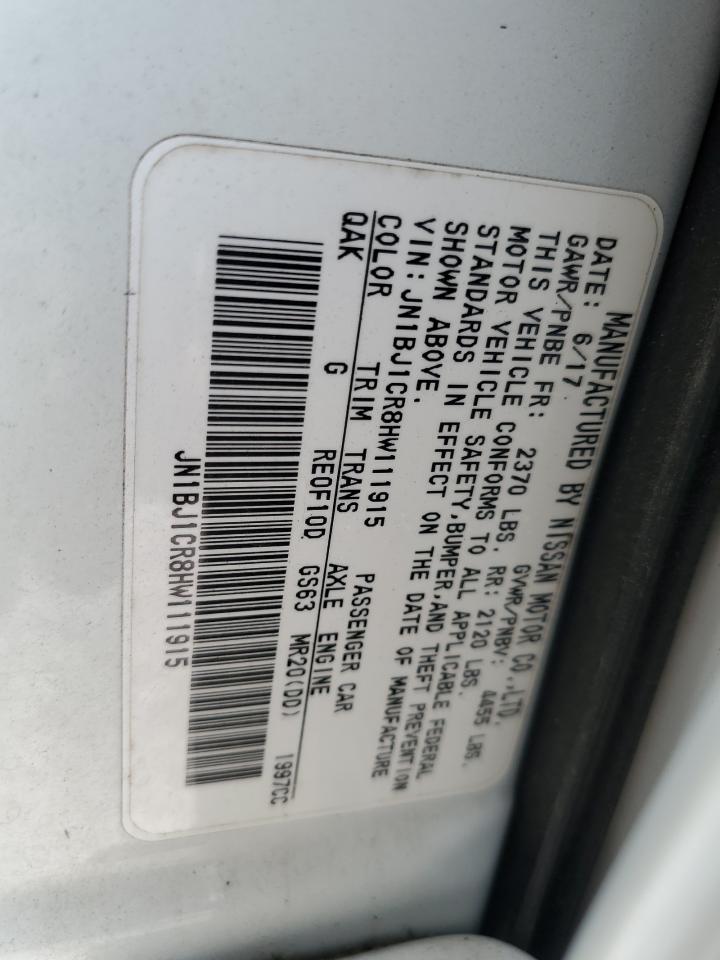 MANUFACTURED BY NISSAN MOTOR CO.,LTD.
DATE: 6/17. GVWR/PNBV: 4455 LBS.
GAWR/PNBE FR: 2370 LBS. RR: 2120 LBS.
THIS VEHICLE CONFORMS TO ALL APPLICABLE FEDERAL
MOTOR VEHICLE SAFETY,BUMPER,AND THEFT PREVENTION
STANDARDS IN EFFECT ON THE DATE OF MANUFACTURE
SHOWN ABOVE.
VIN: JN1BJ1CR8HW111915 PASSENGER CAR
COLOR TRIM TRANS AXLE ENGINE
QAK G RE0F10D GS63 MR20(DD) 1997CC
JN1BJ1CR8HW111915